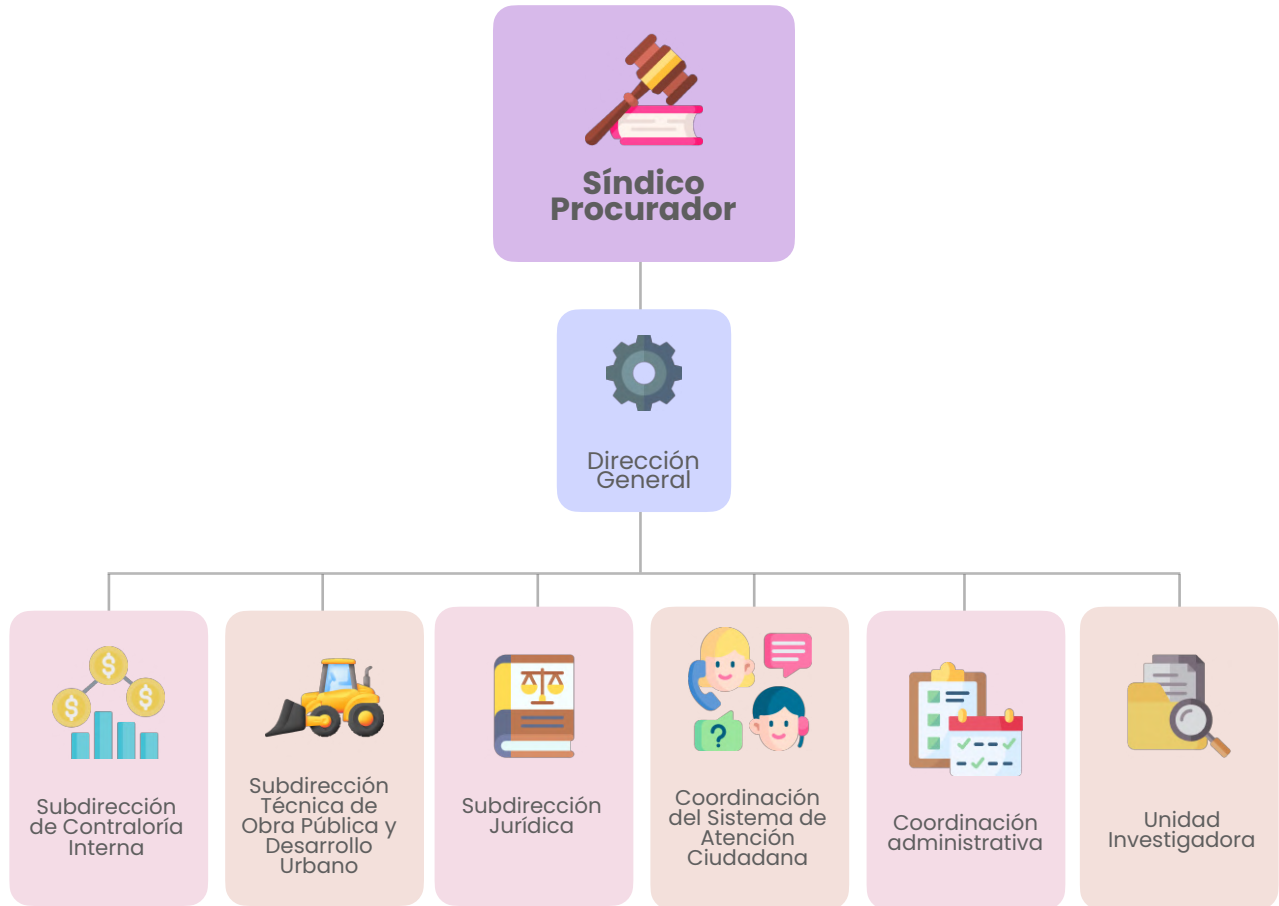 Síndico
Procurador
Dirección
General
Subdirección
de Contraloría
Interna
Subdirección
Técnica de
Obra Pública y
Desarrollo
Urbano
Subdirección
Jurídica
Coordinación
del Sistema de
Atención
Ciudadana
Coordinación
administrativa
Unidad
Investigadora